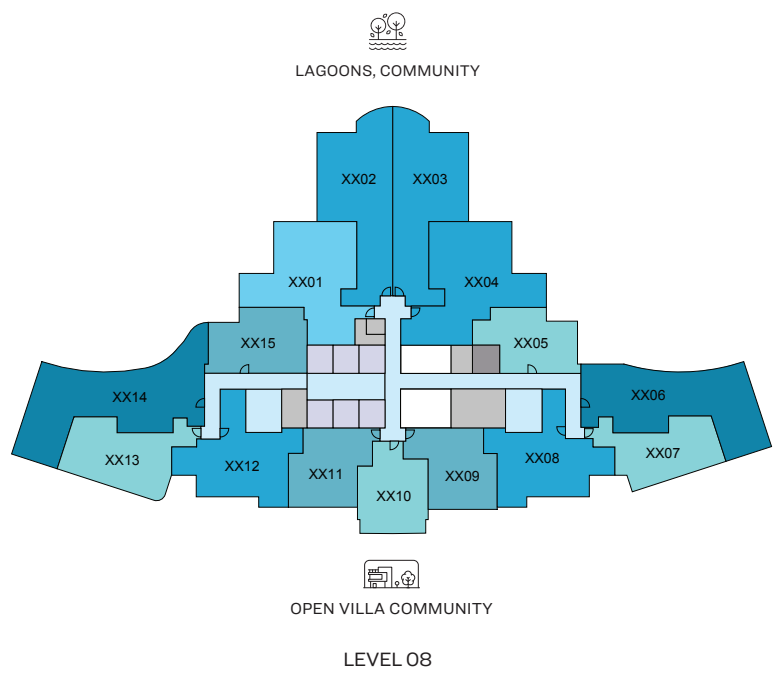 LAGOONS, COMMUNITY
XX02
XX03
XX01
XX04
XX15
XX05
XX14
XX06
XX13
XX12
XX11
XX10
XX09
XX08
XX07
OPEN VILLA COMMUNITY
LEVEL 08